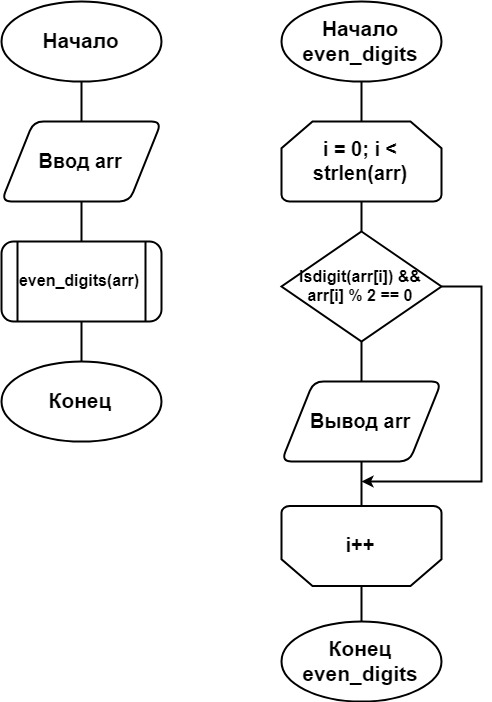 Начало
Ввод arr
even_digits(arr)
Конец
Начало
even_digits
i = 0; i <
strlen(arr)
isdigit(arr[i]) &&
arr[i] % 2 == 0
Вывод arr
i++
Конец
even_digits